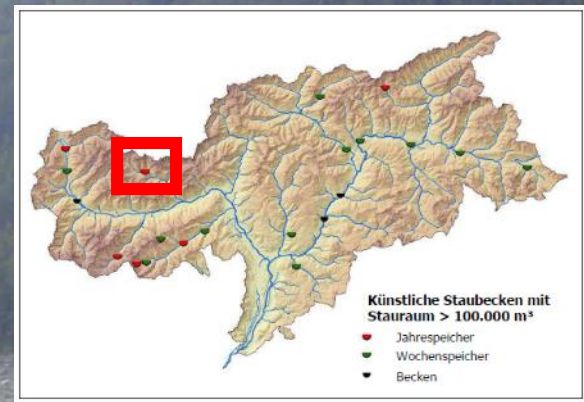 Künstliche Staubecken mit
Stauraum > 100.000 m³
Jahrespeicher
Wochenspeicher
Becken